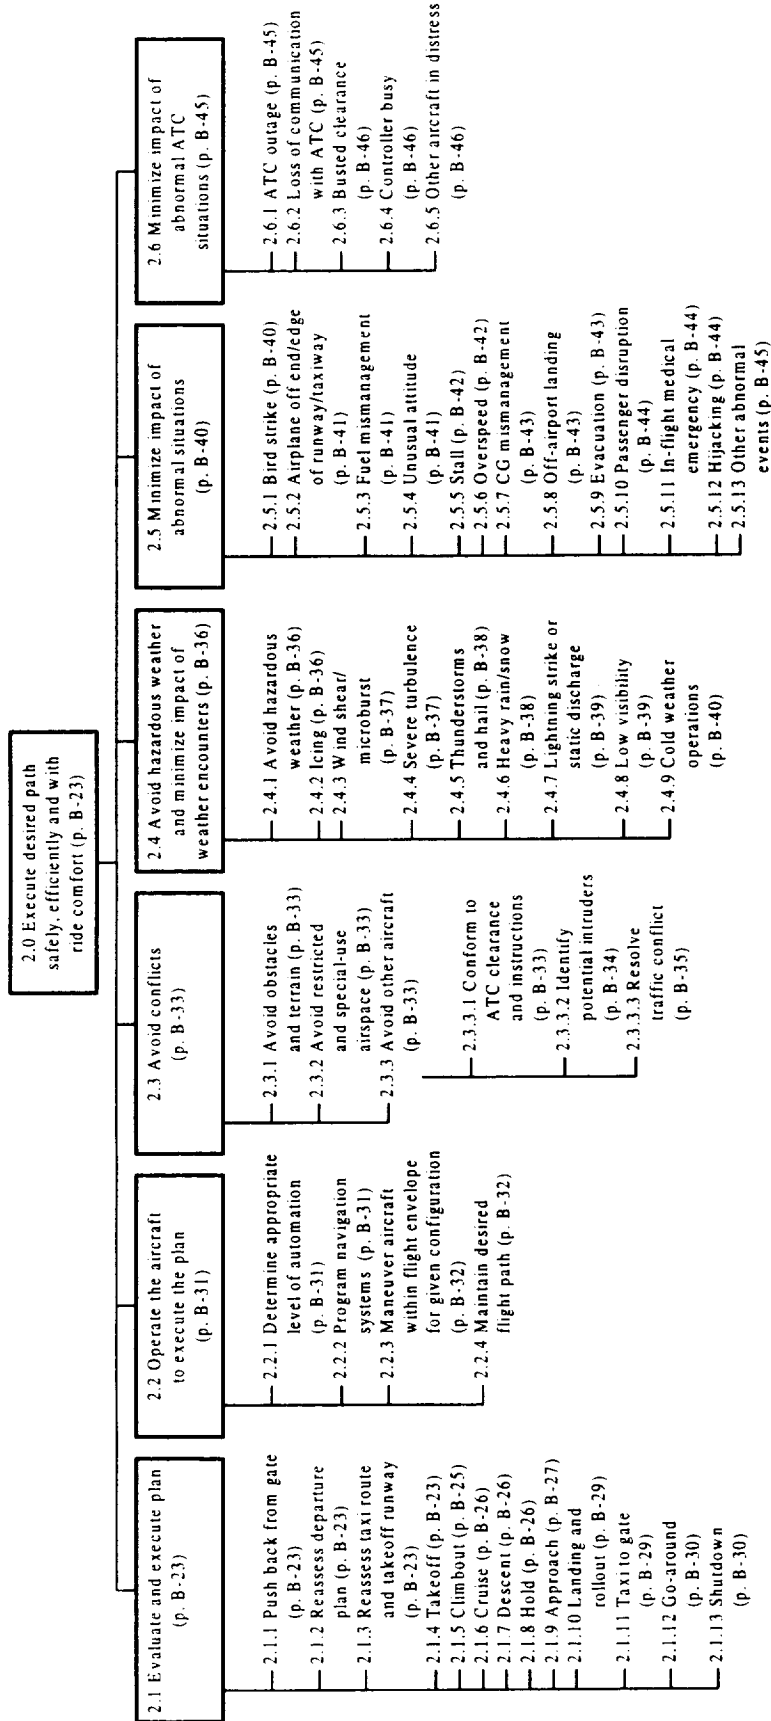 2.0 Execute desired path
safely, efficiently and with
ride comfort (p. B-23)
2.1 Evaluate and execute plan
(p. B-23)
2.1.1 Push back from gate
(p. B-23)
2.1.2 Reassess departure
plan (p. B-23)
2.1.3 Reassess taxi route
and takeoff runway
(p. B-23)
2.1.4 Takeoff (p. B-23)
2.1.5 Climbout (p. B-25)
2.1.6 Cruise (p. B-26)
2.1.7 Descent (p. B-26)
2.1.8 Hold (p. B-26)
2.1.9 Approach (p. B-27)
2.1.10 Landing and
rollout (p. B-29)
2.1.11 Taxi to gate
(p. B-29)
2.1.12 Go-around
(p. B-30)
2.1.13 Shutdown
(p. B-30)
2.2 Operate the aircraft
to execute the plan
(p. B-31)
2.2.1 Determine appropriate
level of automation
(p. B-31)
2.2.2 Program navigation
systems (p. B-31)
2.2.3 Maneuver aircraft
within flight envelope
for given configuration
(p. B-32)
2.2.4 Maintain desired
flight path (p. B-32)
2.3 Avoid conflicts
(p. B-33)
2.3.1 Avoid obstacles
and terrain (p. B-33)
2.3.2 Avoid restricted
and special-use
airspace (p. B-33)
2.3.3 Avoid other aircraft
(p. B-33)
2.3.3.1 Conform to
ATC clearance
and instructions
(p. B-33)
2.3.3.2 Identify
potential intruders
(p. B-34)
2.3.3.3 Resolve
traffic conflict
(p. B-35)
2.4 Avoid hazardous weather
and minimize impact of
weather encounters (p. B-36)
2.4.1 Avoid hazardous
weather (p. B-36)
2.4.2 Icing (p. B-36)
2.4.3 Wind shear/
microburst
(p. B-37)
2.4.4 Severe turbulence
(p. B-37)
2.4.5 Thunderstorms
and hail (p. B-38)
2.4.6 Heavy rain/snow
(p. B-38)
2.4.7 Lightning strike or
static discharge
(p. B-39)
2.4.8 Low visibility
(p. B-39)
2.4.9 Cold weather
operations
(p. B-40)
2.5 Minimize impact of
abnormal situations
(p. B-40)
2.5.1 Bird strike (p. B-40)
2.5.2 Airplane off end/edge
of runway/taxiway
(p. B-41)
2.5.3 Fuel mismanagement
(p. B-41)
2.5.4 Unusual attitude
(p. B-41)
2.5.5 Stall (p. B-42)
2.5.6 Overspeed (p. B-42)
2.5.7 CG mismanagement
(p. B-43)
2.5.8 Off-airport landing
(p. B-43)
2.5.9 Evacuation (p. B-43)
2.5.10 Passenger disruption
(p. B-44)
2.5.11 In-flight medical
emergency (p. B-44)
2.5.12 Hijacking (p. B-44)
2.5.13 Other abnormal
events (p. B-45)
2.6 Minimize impact of
abnormal ATC
situations (p. B-45)
2.6.1 ATC outage (p. B-45)
2.6.2 Loss of communication
with ATC (p. B-45)
2.6.3 Busted clearance
(p. B-46)
2.6.4 Controller busy
(p. B-46)
2.6.5 Other aircraft in distress
(p. B-46)